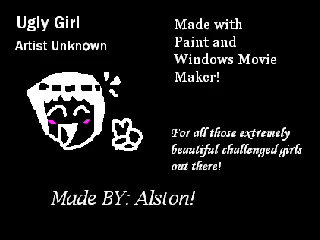 Ugly Girl
Artist Unknown
Made with
Paint and
Windows Movie
Maker!
For all those extremely
beautiful challenged girls
out there!
Made BY: Alston!